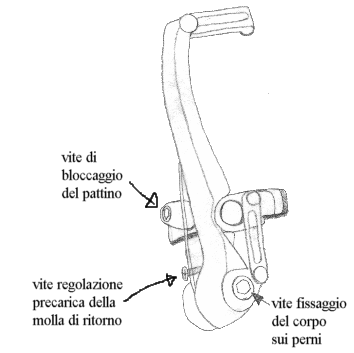 vite di
bloccaggio
del pattino
vite regolazione
precarica della
molla di ritorno
vite fissaggio
del corpo
sui perni